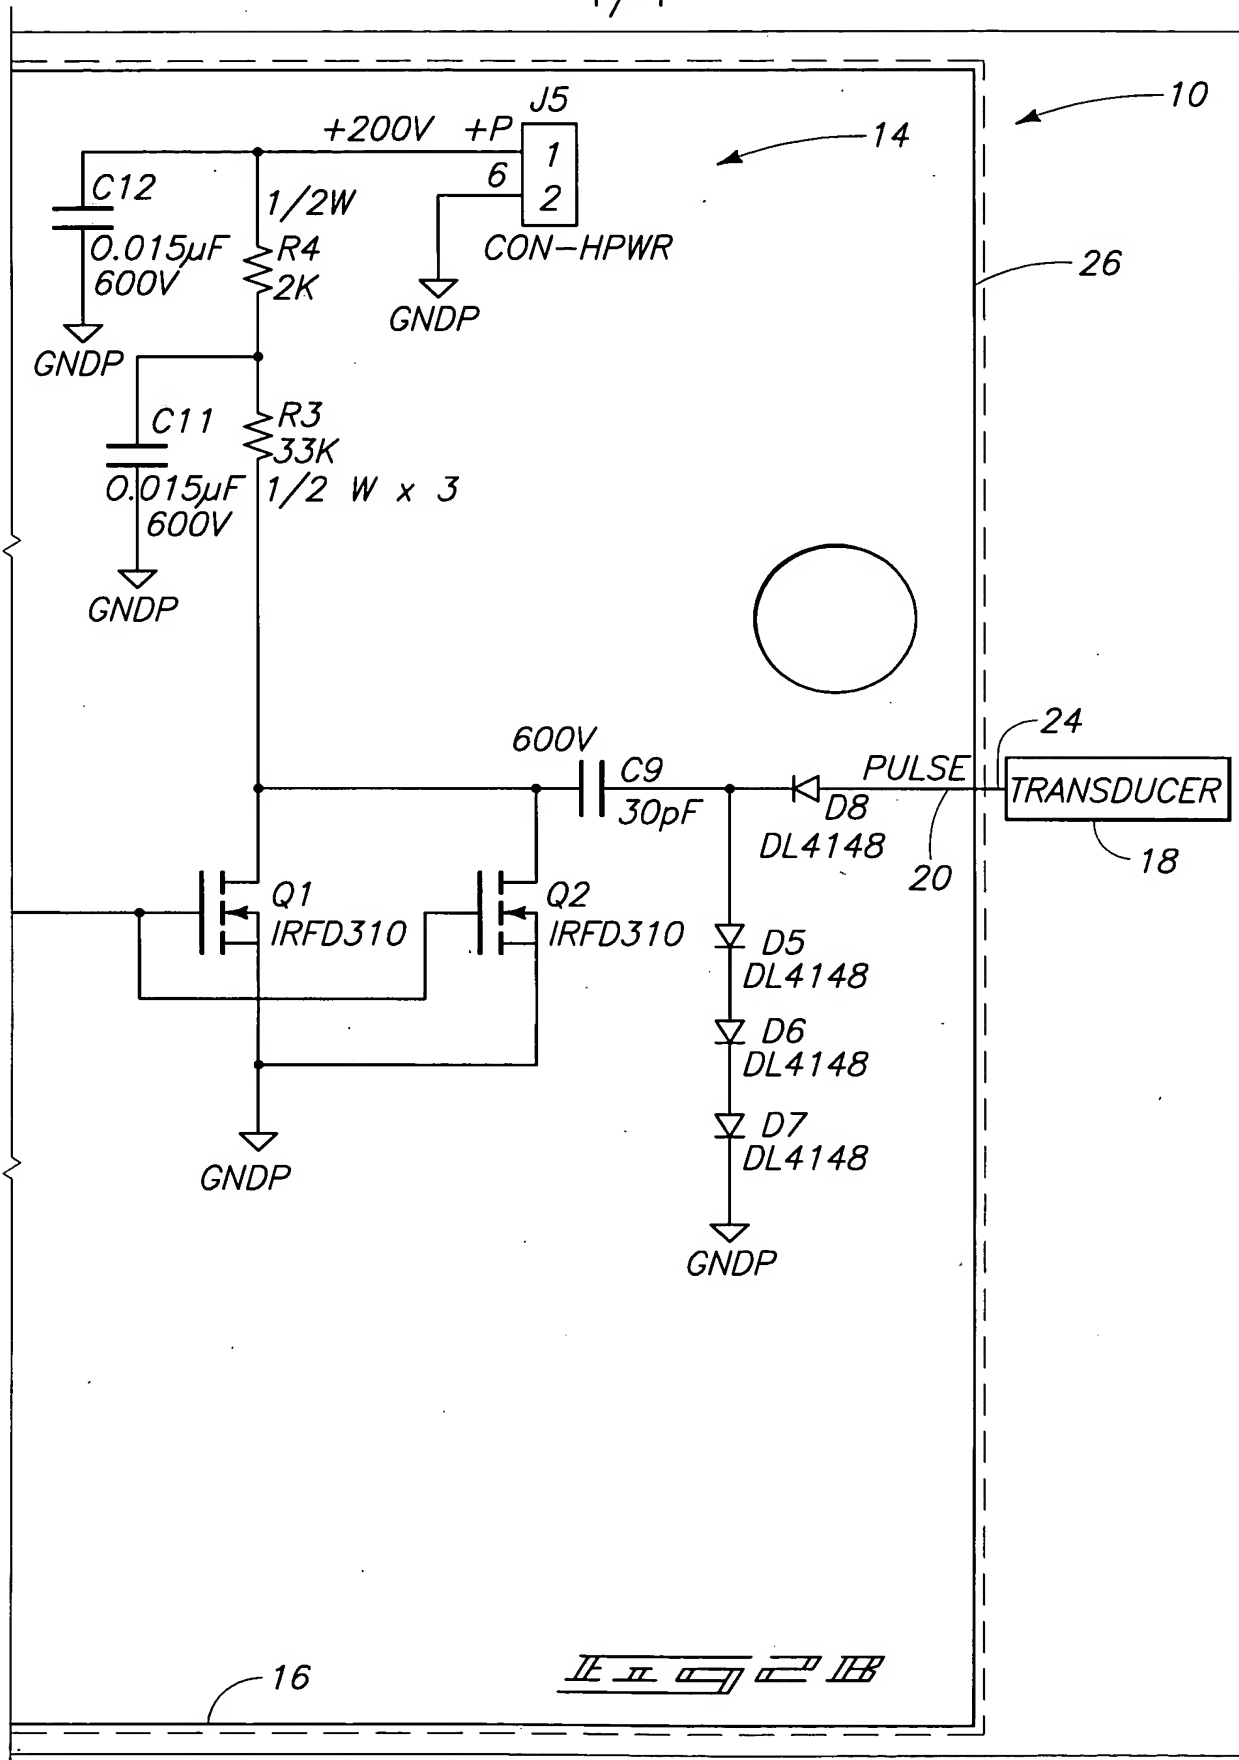 10
J5
+200V +P
1
14
C12
6
2
1/2W
0.015μF
R4
CON-HPWR
26
600V
2K
GNDP
GNDP
C11
R3
33K
0.015μF
1/2 W x 3
600V
GNDP
24
600V
C9
PULSE
TRANSDUCER
30pF
D8
DL4148
18
20
Q1
Q2
IRFD310
IRFD310
D5
DL4148
D6
DL4148
D7
DL4148
GNDP
GNDP
Fig 2B
16